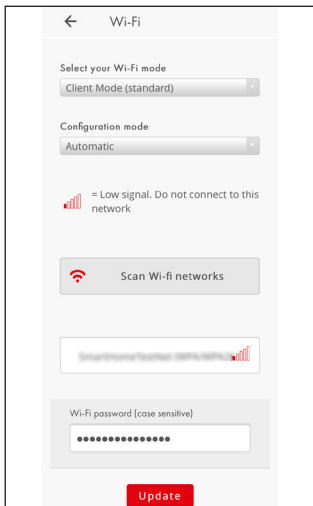 Wi-Fi
Select your Wi-Fi mode
Client Mode (standard)
Configuration mode
Automatic
= Low signal. Do not connect to this
network
Scan Wi-fi networks
Wi-Fi password (case sensitive)
●●●●●●●●●●●●●●●
Update